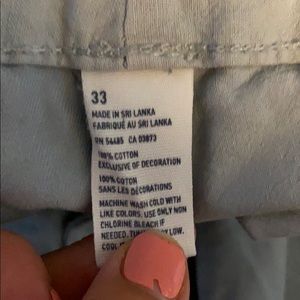 33
MADE IN SRI LANKA
FABRIQUÉ AU SRI LANKA
RN 54485 CA 03873
100% COTTON
EXCLUSIVE OF DECORATION
100% COTON
SANS LES DÉCORATIONS
MACHINE WASH COLD WITH
LIKE COLORS. USE ONLY NON
CHLORINE BLEACH IF
NEEDED. LOW.
COOL